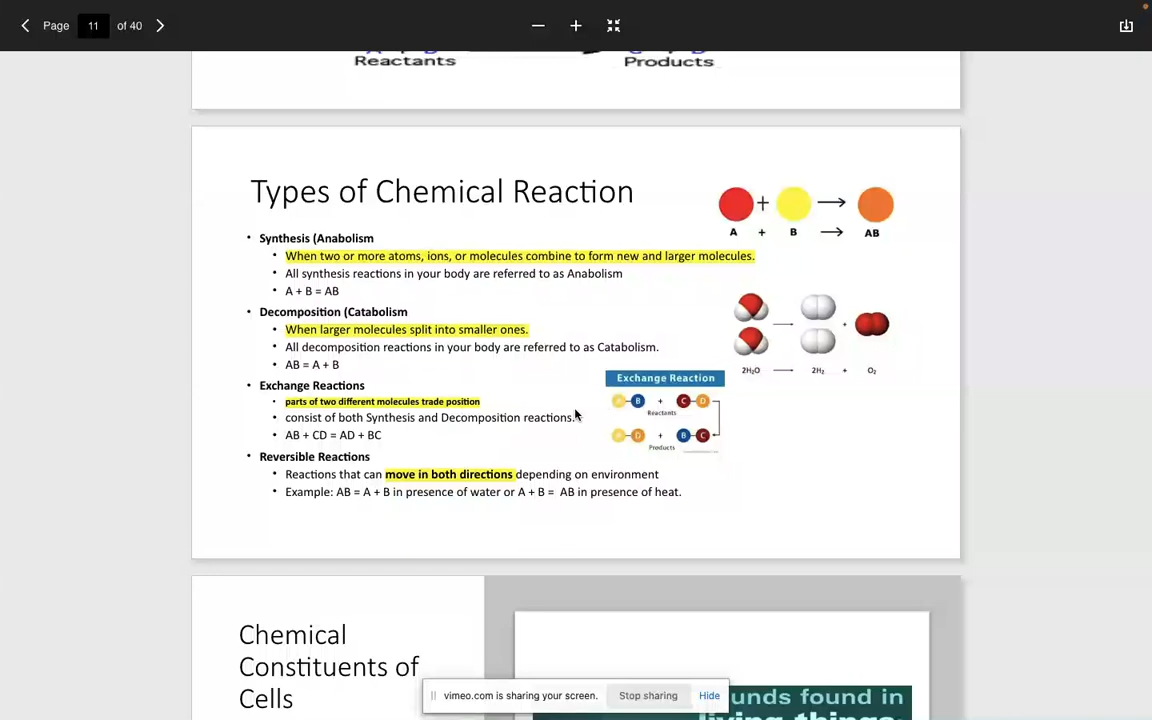 Page 11 of 40
Reactants Products
Types of Chemical Reaction
A + B → AB
• Synthesis (Anabolism
• When two or more atoms, ions, or molecules combine to form new and larger molecules.
• All synthesis reactions in your body are referred to as Anabolism
• A + B = AB
• Decomposition (Catabolism
• When larger molecules split into smaller ones.
• All decomposition reactions in your body are referred to as Catabolism.
• AB = A + B
2H₂O → 2H₂ + O₂
• Exchange Reactions
• parts of two different molecules trade position
• consist of both Synthesis and Decomposition reactions.
• AB + CD = AD + BC
Exchange Reaction
A B + C D
Reactants
A D + B C
Products
• Reversible Reactions
• Reactions that can move in both directions depending on environment
• Example: AB = A + B in presence of water or A + B = AB in presence of heat.
Chemical
Constituents of
Cells
unds found in
living things:
vimeo.com is sharing your screen. Stop sharing Hide